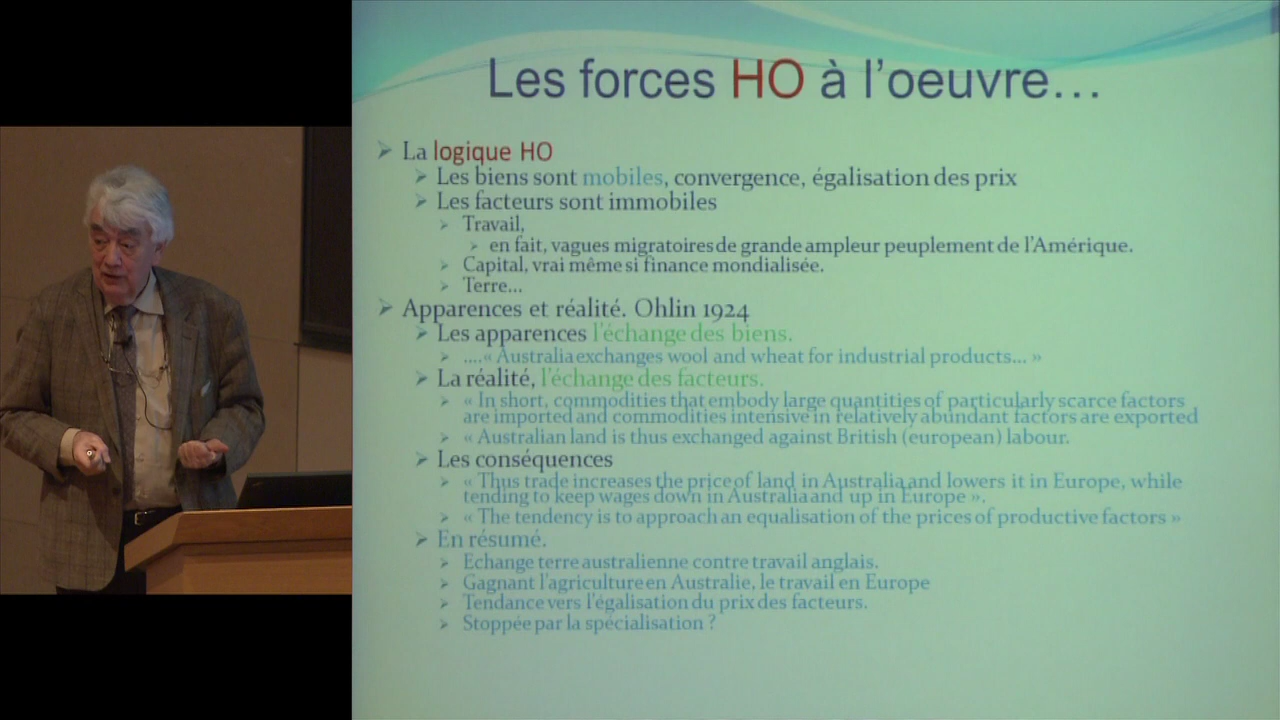 Les forces HO à l'oeuvre…
La logique HO
Les biens sont mobiles, convergence, égalisation des prix
Les facteurs sont immobiles
Travail,
en fait, vagues migratoires de grande ampleur peuplement de l'Amérique.
Capital, vrai même si finance mondialisée.
Terre…
Apparences et réalité. Ohlin 1924
Les apparences l'échange des biens.
….« Australia exchanges wool and wheat for industrial products… »
La réalité, l'échange des facteurs.
« In short, commodities that embody large quantities of particularly scarce factors
are imported and commodities intensive in relatively abundant factors are exported
« Australian land is thus exchanged against British (european) labour.
Les conséquences
« Thus trade increases the price of land in Australia and lowers it in Europe, while
tending to keep wages down in Australia and up in Europe ».
« The tendency is to approach an equalisation of the prices of productive factors »
En résumé.
Echange terre australienne contre travail anglais.
Gagnant l'agriculture en Australie, le travail en Europe
Tendance vers l'égalisation du prix des facteurs.
Stoppée par la spécialisation ?